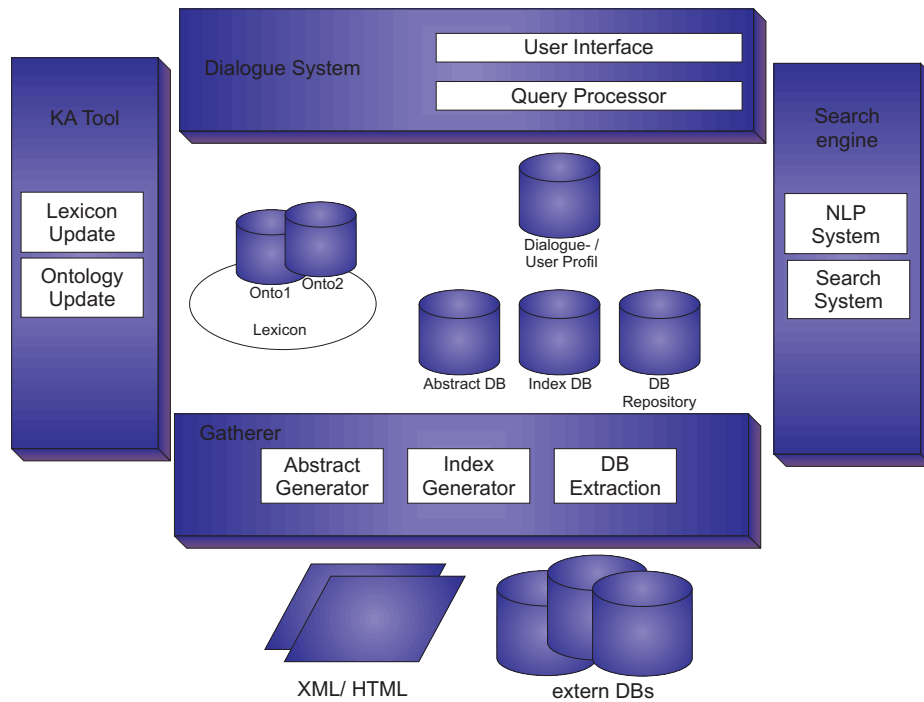 User Interface
Dialogue System
Query Processor
KA Tool
Search
engine
Lexicon
Update
Ontology
Update
NLP
System
Search
System
Dialogue- /
User Profil
Onto1
Onto2
Lexicon
Abstract DB
Index DB
DB
Repository
Gatherer
Abstract
Generator
Index
Generator
DB
Extraction
XML/ HTML
extern DBs